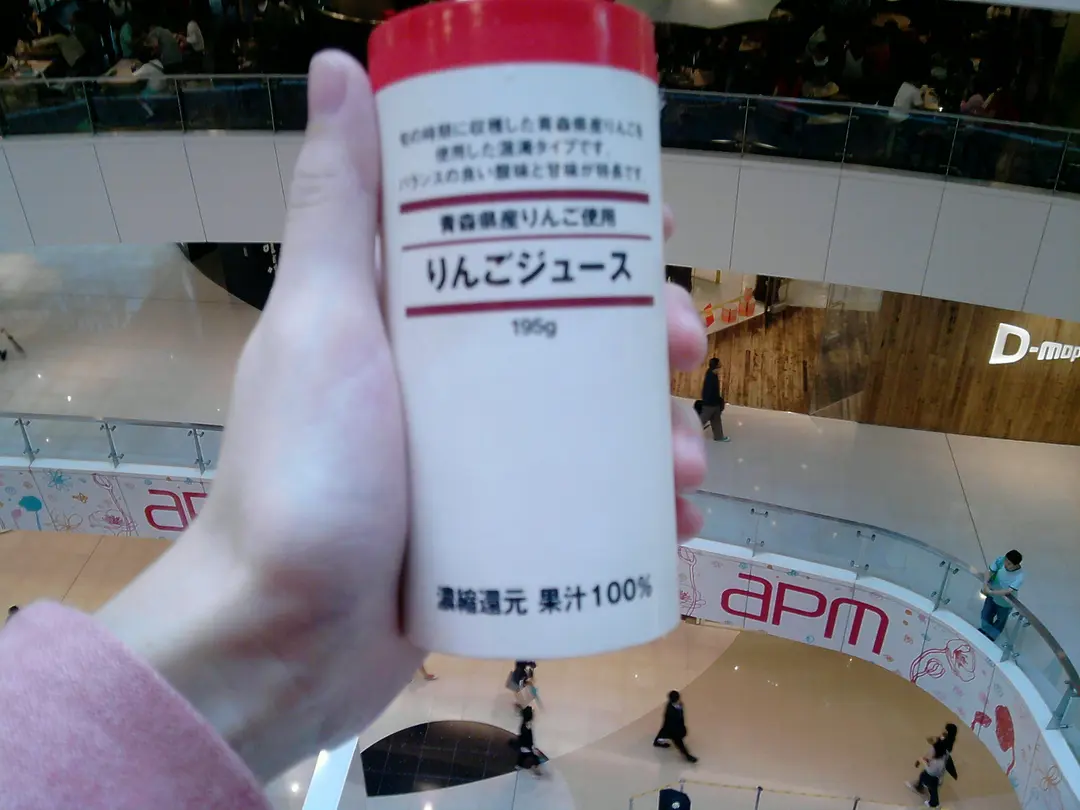 旬の時期に収穫した青森県産りんごを
使用した混濁タイプです。
バランスの良い酸味と甘味が特長です。
青森県産りんご使用
りんごジュース
195g
濃縮還元 果汁100%
D-mop
ap
apm